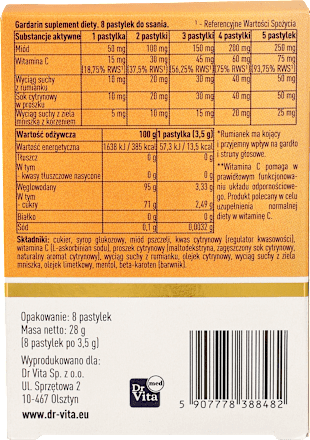 Gardarin suplement diety. 8 pastylek do ssania. ¹ - Referencyjne Wartości Spożycia
Substancje aktywne 1 pastylka 2 pastylki 3 pastylki 4 pastylki 5 pastylek
Miód 50 mg 100 mg 150 mg 200 mg 250 mg
Witamina C 15 mg 30 mg 45 mg 60 mg 75 mg
(18,75% RWS¹) (37,5% RWS¹) (56,25% RWS¹) (75% RWS¹) (93,75% RWS¹)
Wyciąg suchy z rumianku 10 mg 20 mg 30 mg 40 mg 50 mg
Sok cytrynowy w proszku 10 mg 20 mg 30 mg 40 mg 50 mg
Wyciąg suchy z ziela mniszka z korzeniem 5 mg 10 mg 15 mg 20 mg 25 mg
Wartość odżywcza 100 g 1 pastylka (3,5 g)
Wartość energetyczna 1638 kJ / 385 kcal 57,3 kJ / 13,5 kcal
Tłuszcz 0 g 0 g
W tym
- kwasy tłuszczowe nasycone 0 g 0 g
Węglowodany 95 g 3,33 g
W tym
- cukry 71 g 2,49 g
Białko 0 g 0 g
Sód 0,1 g 0,0032 g
*Rumianek ma kojący
i przyjemny wpływ na gardło
i struny głosowe.
**Witamina C pomaga w
prawidłowym funkcjonowa-
niu układu odpornościowe-
go. Produkt polecany w celu
uzupełnienia normalnej
diety w witaminę C.
Składniki: cukier, syrop glukozowy, miód pszczeli, kwas cytrynowy (regulator kwasowości),
witamina C (L-askorbinian sodu), proszek cytrynowy (maltodekstryna, zagęszczony sok cytrynowy,
naturalny aromat cytrynowy), wyciąg suchy z rumianku, olejek cytrynowy, wyciąg suchy z ziela
mniszka, olejek limetkowy, mentol, beta-karoten (barwnik).
Opakowanie: 8 pastylek
Masa netto: 28 g
(8 pastylek po 3,5 g)
Wyprodukowano dla:
Dr Vita Sp. z o.o.
Ul. Sprzętowa 2
10-467 Olsztyn
www.dr-vita.eu
Dr Vita med
5 907778 388482